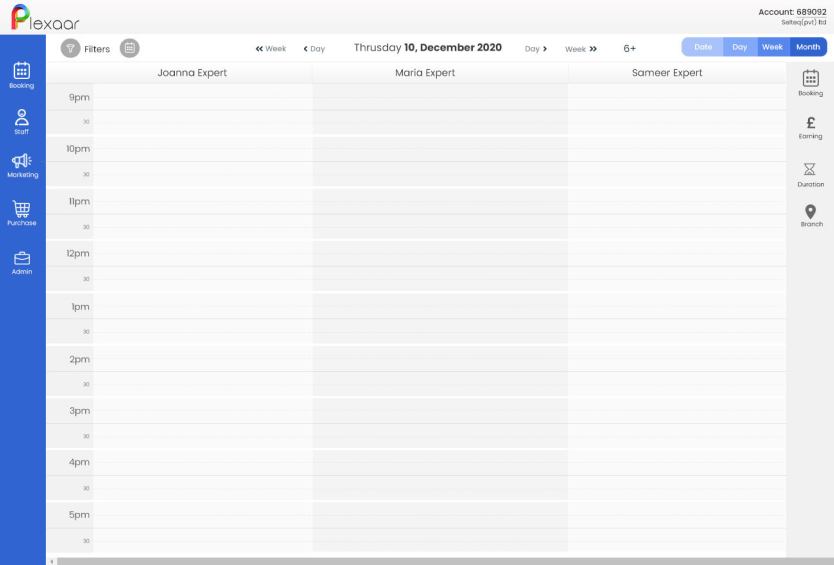 Plexaar
Account: 689092
Selteq(pvt) ltd
Filters
Week
Day
Thrusday 10, December 2020
Day
Week
6+
Date
Day
Week
Month
Joanna Expert
Maria Expert
Sameer Expert
Booking
Staff
Marketing
Purchase
Admin
9pm
30
10pm
30
11pm
30
12pm
30
1pm
30
2pm
30
3pm
30
4pm
30
5pm
30
Booking
£
Earning
Duration
Branch